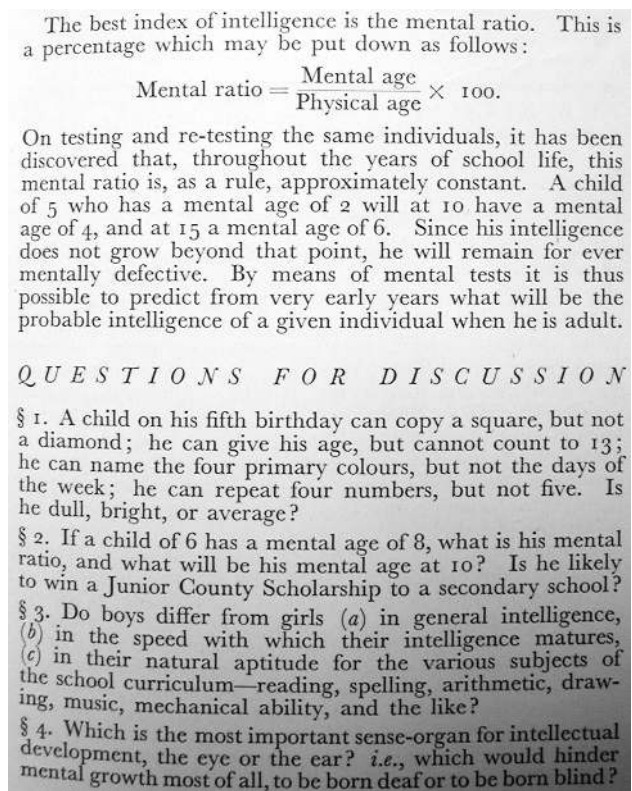 The best index of intelligence is the mental ratio. This is
a percentage which may be put down as follows:
Mental ratio = Mental age / Physical age × 100.
On testing and re-testing the same individuals, it has been
discovered that, throughout the years of school life, this
mental ratio is, as a rule, approximately constant. A child
of 5 who has a mental age of 2 will at 10 have a mental
age of 4, and at 15 a mental age of 6. Since his intelligence
does not grow beyond that point, he will remain for ever
mentally defective. By means of mental tests it is thus
possible to predict from very early years what will be the
probable intelligence of a given individual when he is adult.
QUESTIONS FOR DISCUSSION
§ 1. A child on his fifth birthday can copy a square, but not
a diamond; he can give his age, but cannot count to 13;
he can name the four primary colours, but not the days of
the week; he can repeat four numbers, but not five. Is
he dull, bright, or average?
§ 2. If a child of 6 has a mental age of 8, what is his mental
ratio, and what will be his mental age at 10? Is he likely
to win a Junior County Scholarship to a secondary school?
§ 3. Do boys differ from girls (a) in general intelligence,
(b) in the speed with which their intelligence matures,
(c) in their natural aptitude for the various subjects of
the school curriculum—reading, spelling, arithmetic, draw-
ing, music, mechanical ability, and the like?
§ 4. Which is the most important sense-organ for intellectual
development, the eye or the ear? i.e., which would hinder
mental growth most of all, to be born deaf or to be born blind?